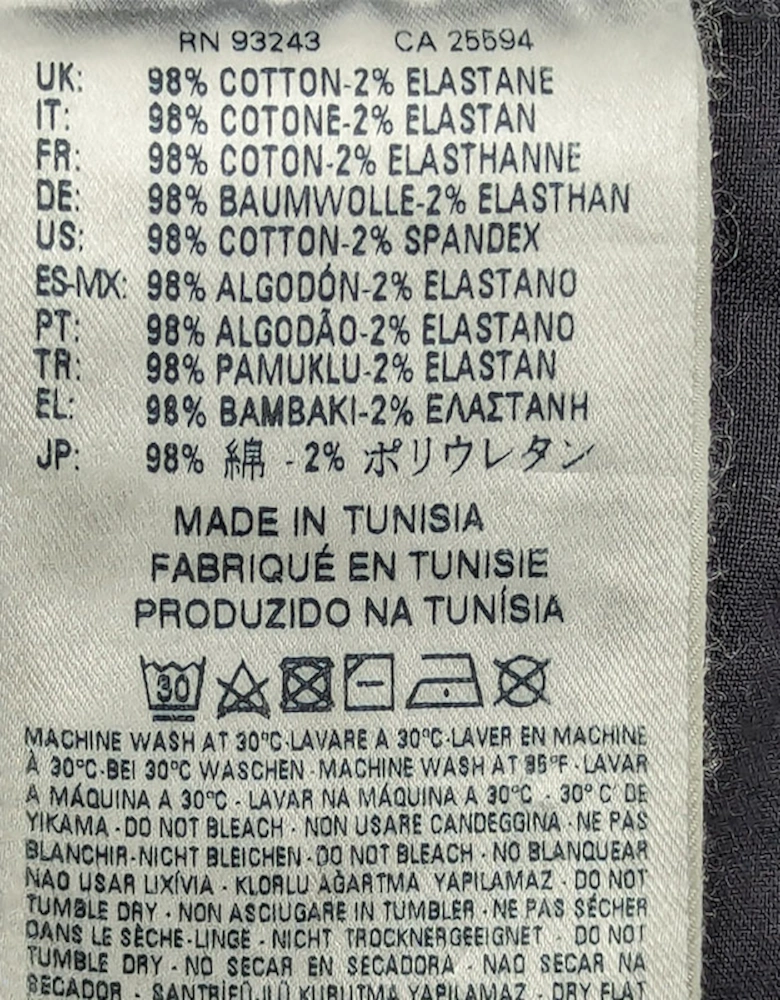 RN 93243 CA 25594
UK: 98% COTTON-2% ELASTANE
IT: 98% COTONE-2% ELASTAN
FR: 98% COTON-2% ELASTHANNE
DE: 98% BAUMWOLLE-2% ELASTHAN
US: 98% COTTON-2% SPANDEX
ES-MX: 98% ALGODÓN-2% ELASTANO
PT: 98% ALGODÃO-2% ELASTANO
TR: 98% PAMUKLU-2% ELASTAN
EL: 98% BAMBAKI-2% ΕΛΑΣΤΑΝΗ
JP: 98% 綿 - 2% ポリウレタン
MADE IN TUNISIA
FABRIQUÉ EN TUNISIE
PRODUZIDO NA TUNÍSIA
30
MACHINE WASH AT 30°C·LAVARE A 30°C·LAVER EN MACHINE
À 30°C·BEI 30°C WASCHEN · MACHINE WASH AT 85°F · LAVAR
A MÁQUINA A 30°C · LAVAR NA MÁQUINA A 30°C · 30° C' DE
YIKAMA · DO NOT BLEACH · NON USARE CANDEGGINA · NE PAS
BLANCHIR·NICHT BLEICHEN · DO NOT BLEACH · NO BLANQUEAR
NAO USAR LIXÍVIA · KLORLU AĞARTMA YAPILAMAZ · DO NOT
TUMBLE DRY · NON ASCIUGARE IN TUMBLER · NE PAS SÉCHER
DANS LE SÈCHE-LINGE · NICHT TROCKNERGEEIGNET · DO NOT
TUMBLE DRY · NO SECAR EN SECADORA · NAO SECAR NA
SECADOR · SANTRİFÜJLÜ KURUTMA YAPILAMAZ · DRY FLAT